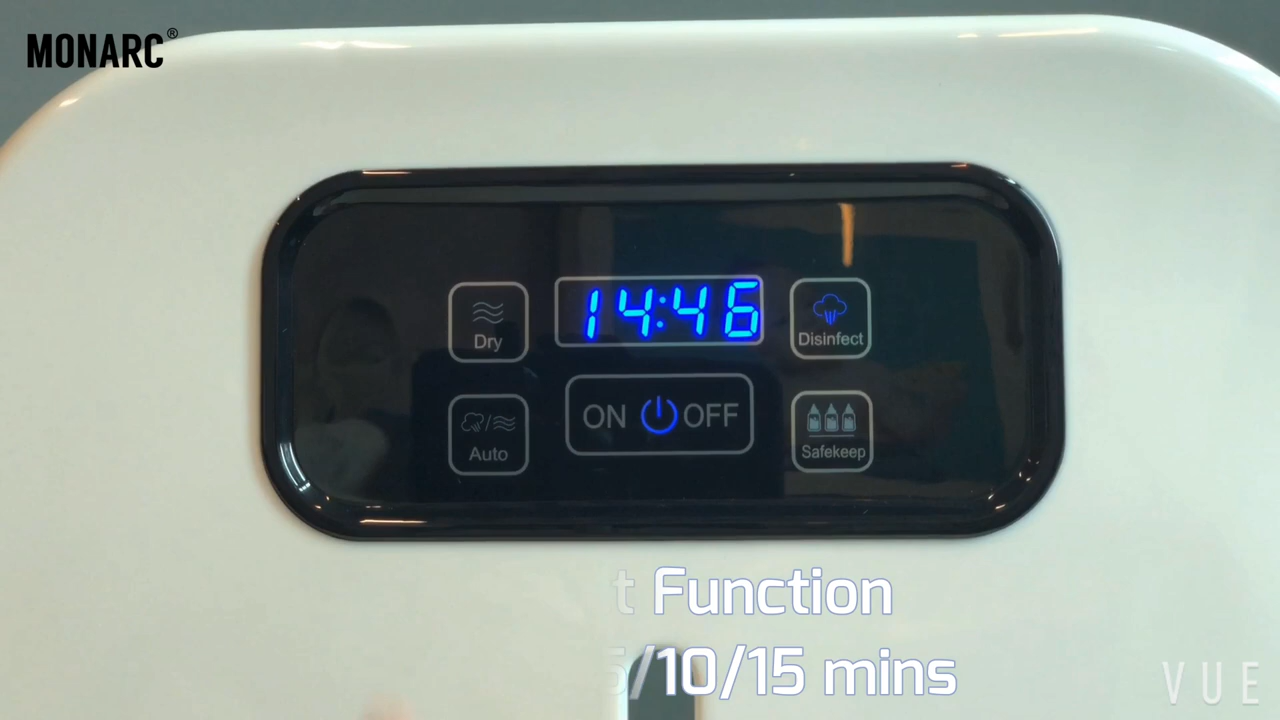 MONARC®
14:46
Dry
Disinfect
ON OFF
Auto
Safekeep
t Function
5/10/15 mins
VUE